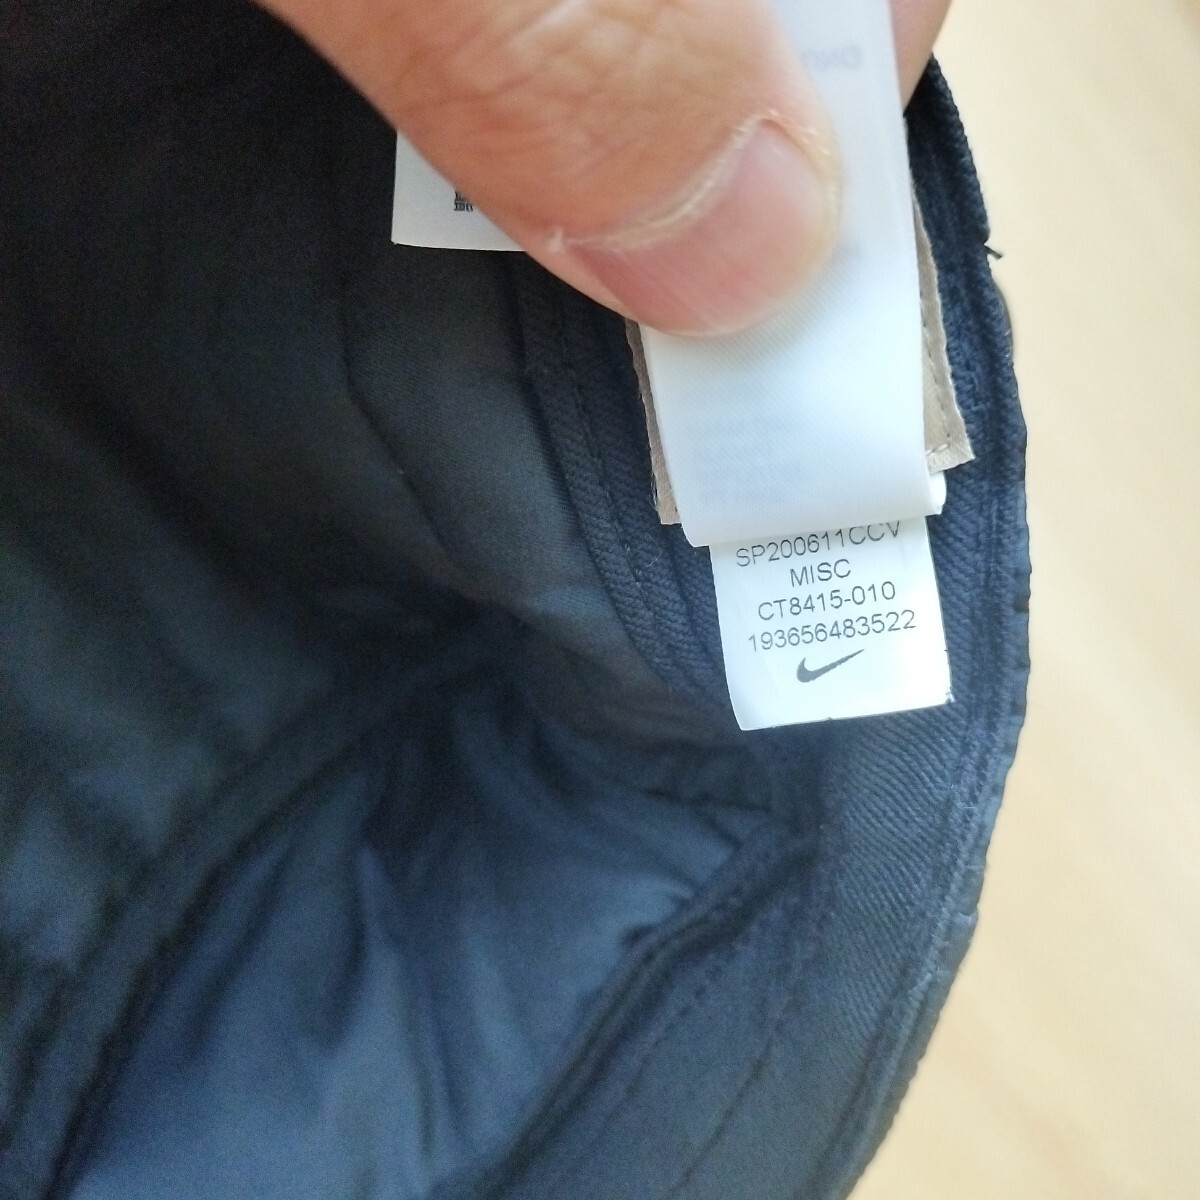 SP200611CCV
MISC
CT8415-010
193656483522